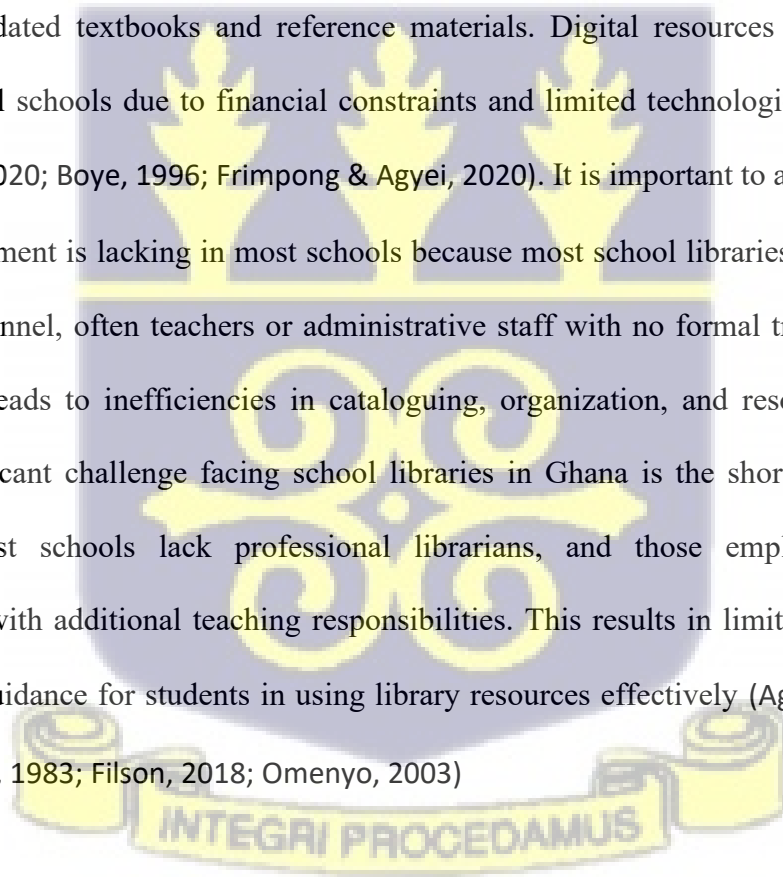 dated textbooks and reference materials. Digital resources
schools due to financial constraints and limited technologi
020; Boye, 1996; Frimpong & Agyei, 2020). It is important to a
ment is lacking in most schools because most school libraries
nnel, often teachers or administrative staff with no formal tr
eads to inefficiencies in cataloguing, organization, and reso
cant challenge facing school libraries in Ghana is the shor
st schools lack professional librarians, and those empl
with additional teaching responsibilities. This results in limit
uidance for students in using library resources effectively (Ag
, 1983; Filson, 2018; Omenyo, 2003)
INTEGRI PROCEDAMUS